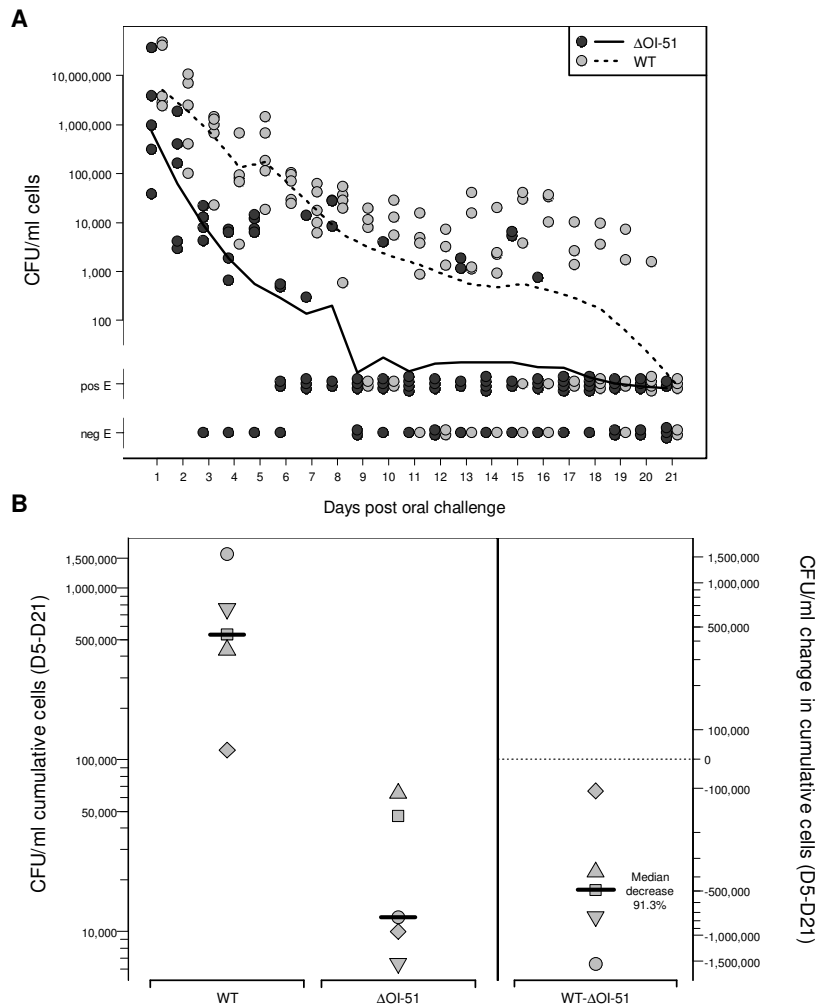 A
ΔOI-51
WT
10,000,000
1,000,000
100,000
10,000
1,000
100
pos E
neg E
CFU/ml cells
1 2 3 4 5 6 7 8 9 10 11 12 13 14 15 16 17 18 19 20 21
Days post oral challenge
B
1,500,000
1,000,000
500,000
100,000
50,000
10,000
CFU/ml cumulative cells (D5-D21)
1,500,000
1,000,000
500,000
100,000
0
-100,000
-500,000
-1,000,000
-1,500,000
CFU/ml change in cumulative cells (D5-D21)
Median
decrease
91.3%
WT ΔOI-51 WT-ΔOI-51